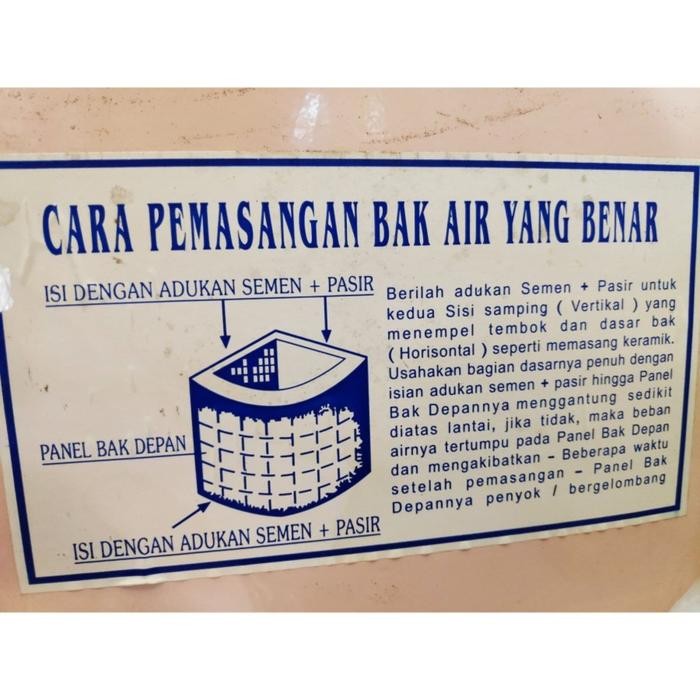 CARA PEMASANGAN BAK AIR YANG BENAR
ISI DENGAN ADUKAN SEMEN + PASIR
PANEL BAK DEPAN
ISI DENGAN ADUKAN SEMEN + PASIR
Berilah adukan Semen + Pasir untuk
kedua Sisi samping ( Vertikal ) yang
menempel tembok dan dasar bak
( Horisontal ) seperti memasang keramik.
Usahakan bagian dasarnya penuh dengan
isian adukan semen + pasir hingga Panel
Bak Depannya menggantung sedikit
diatas lantai, jika tidak, maka beban
airnya tertumpu pada Panel Bak Depan
dan mengakibatkan – Beberapa waktu
setelah pemasangan – Panel Bak
Depannya penyok / bergelombang